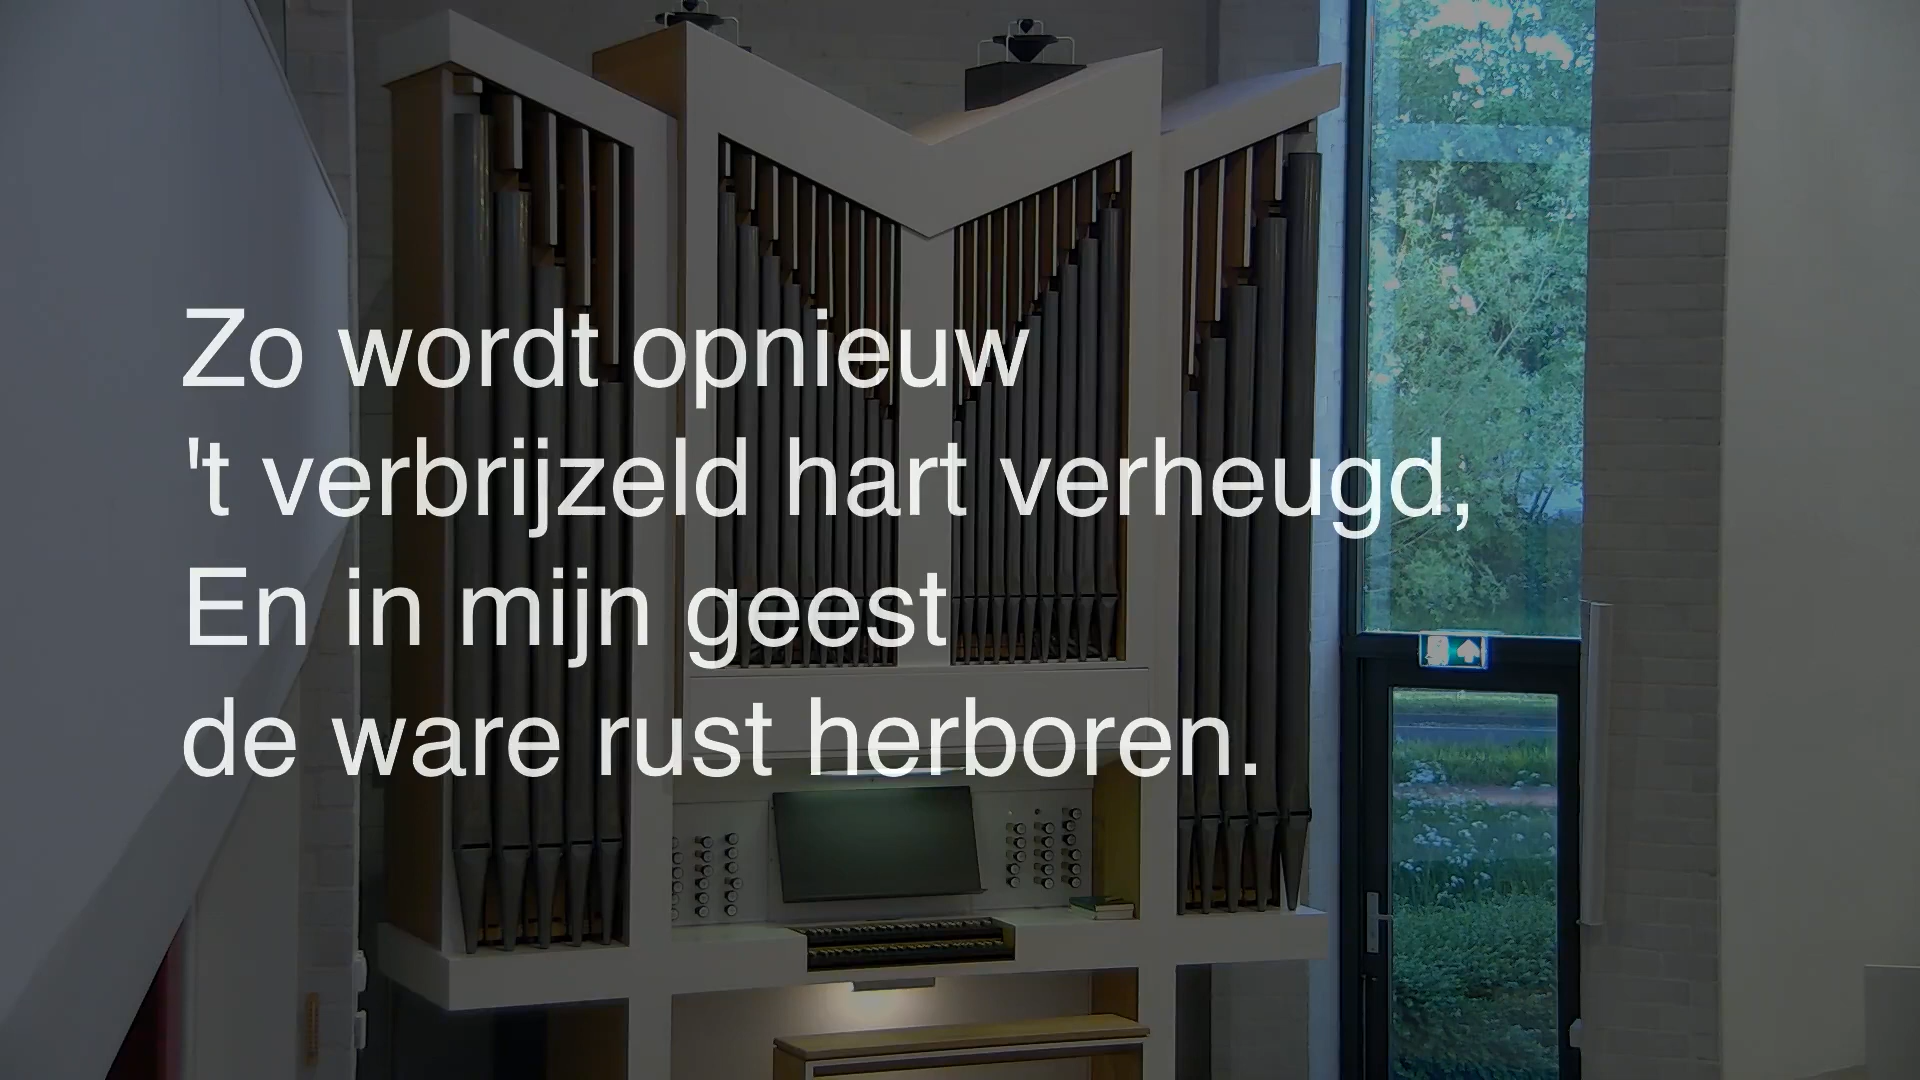 Zo wordt opnieuw
't verbrijzeld hart verheugd,
En in mijn geest
de ware rust herboren.